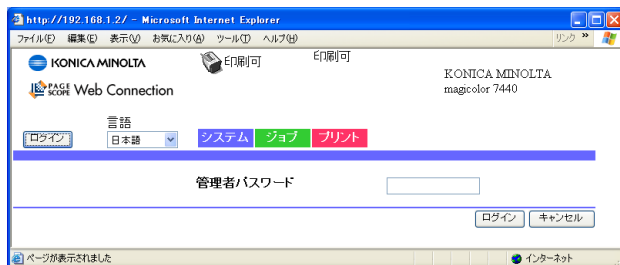 http://192.168.1.2/ - Microsoft Internet Explorer
ファイル(F) 編集(E) 表示(V) お気に入り(A) ツール(T) ヘルプ(H) リンク »
KONICA MINOLTA
印刷可
印刷可
KONICA MINOLTA
magicolor 7440
PAGE SCOPE Web Connection
言語
ログイン
日本語
システム
ジョブ
プリント
管理者パスワード
ログイン
キャンセル
ページが表示されました
インターネット